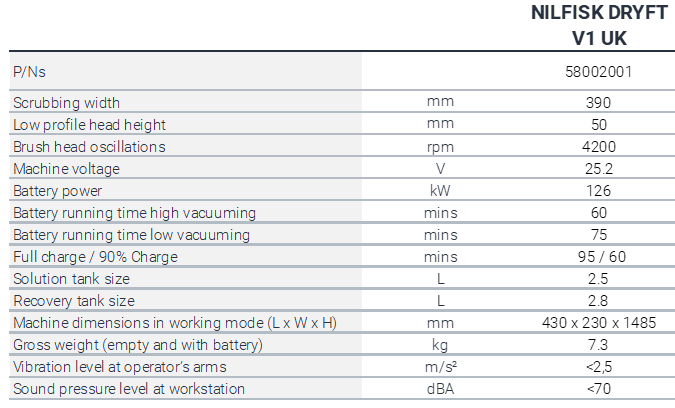 NILFISK DRYFT
V1 UK
P/Ns 58002001
Scrubbing width mm 390
Low profile head height mm 50
Brush head oscillations rpm 4200
Machine voltage V 25.2
Battery power kW 126
Battery running time high vacuuming mins 60
Battery running time low vacuuming mins 75
Full charge / 90% Charge mins 95 / 60
Solution tank size L 2.5
Recovery tank size L 2.8
Machine dimensions in working mode (L x W x H) mm 430 x 230 x 1485
Gross weight (empty and with battery) kg 7.3
Vibration level at operator's arms m/s² <2,5
Sound pressure level at workstation dBA <70